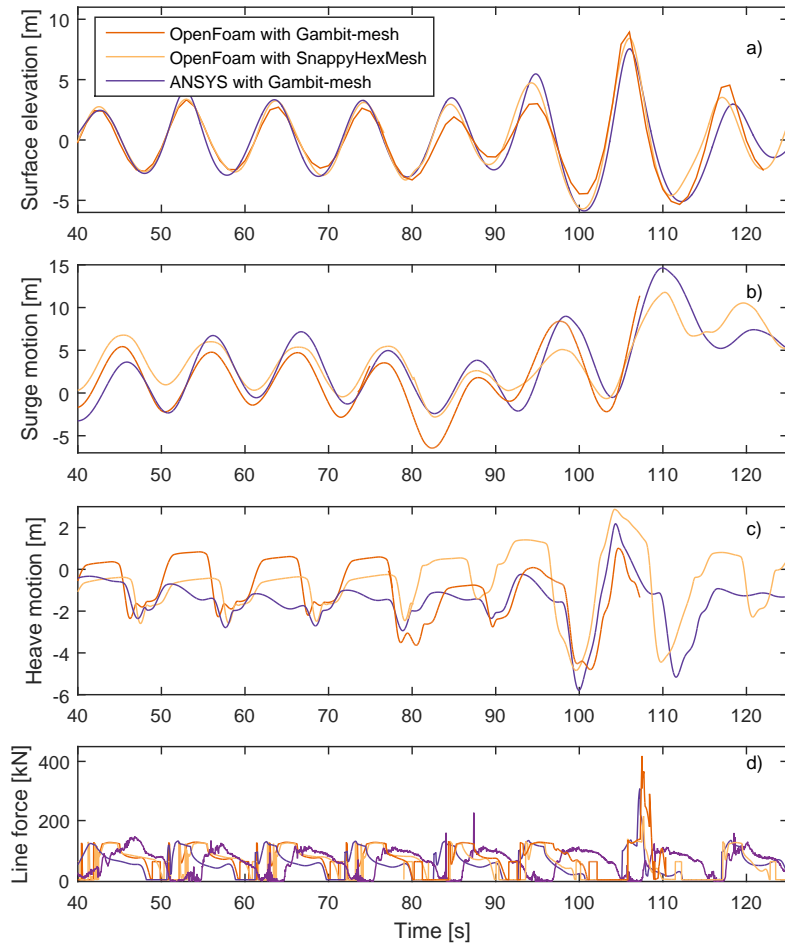 OpenFoam with Gambit-mesh
OpenFoam with SnappyHexMesh
ANSYS with Gambit-mesh
a)
Surface elevation [m]
10
5
0
-5
40 50 60 70 80 90 100 110 120
b)
Surge motion [m]
15
10
5
0
-5
40 50 60 70 80 90 100 110 120
c)
Heave motion [m]
2
0
-2
-4
-6
40 50 60 70 80 90 100 110 120
d)
Line force [kN]
400
200
0
40 50 60 70 80 90 100 110 120
Time [s]